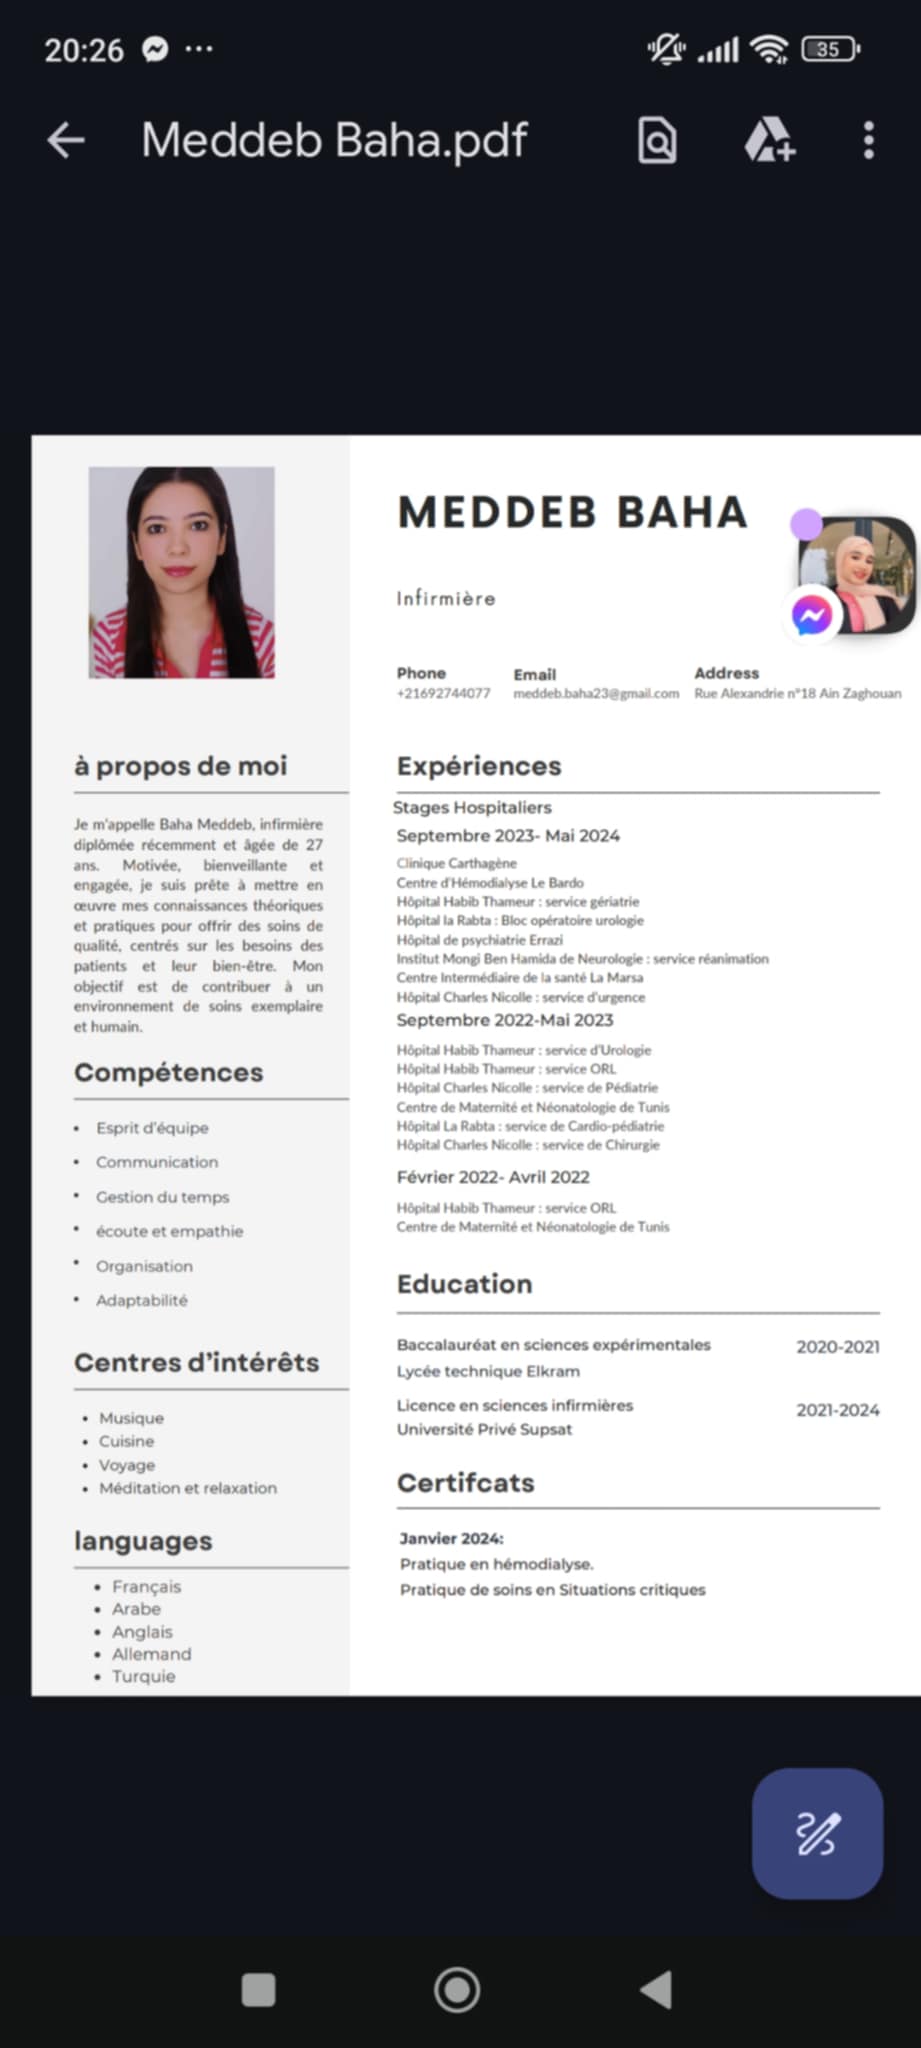 20:26
35
Meddeb Baha.pdf
MEDDEB BAHA
Infirmière
Phone
+21692744077
Email
meddeb.baha23@gmail.com
Address
Rue Alexandrie n°18 Ain Zaghouan
à propos de moi
Je m'appelle Baha Meddeb, infirmière
diplômée récemment et âgée de 27
ans. Motivée, bienveillante et
engagée, je suis prête à mettre en
œuvre mes connaissances théoriques
et pratiques pour offrir des soins de
qualité, centrés sur les besoins des
patients et leur bien-être. Mon
objectif est de contribuer à un
environnement de soins exemplaire
et humain.
Compétences
• Esprit d'équipe
• Communication
• Gestion du temps
• écoute et empathie
• Organisation
• Adaptabilité
Centres d'intérêts
• Musique
• Cuisine
• Voyage
• Méditation et relaxation
languages
• Français
• Arabe
• Anglais
• Allemand
• Turquie
Expériences
Stages Hospitaliers
Septembre 2023- Mai 2024
Clinique Carthagène
Centre d'Hémodialyse Le Bardo
Hôpital Habib Thameur : service gériatrie
Hôpital la Rabta : Bloc opératoire urologie
Hôpital de psychiatrie Errazi
Institut Mongi Ben Hamida de Neurologie : service réanimation
Centre Intermédiaire de la santé La Marsa
Hôpital Charles Nicolle : service d'urgence
Septembre 2022-Mai 2023
Hôpital Habib Thameur : service d'Urologie
Hôpital Habib Thameur : service ORL
Hôpital Charles Nicolle : service de Pédiatrie
Centre de Maternité et Néonatologie de Tunis
Hôpital La Rabta : service de Cardio-pédiatrie
Hôpital Charles Nicolle : service de Chirurgie
Février 2022- Avril 2022
Hôpital Habib Thameur : service ORL
Centre de Maternité et Néonatologie de Tunis
Education
Baccalauréat en sciences expérimentales 2020-2021
Lycée technique Elkram
Licence en sciences infirmières 2021-2024
Université Privé Supsat
Certifcats
Janvier 2024:
Pratique en hémodialyse.
Pratique de soins en Situations critiques